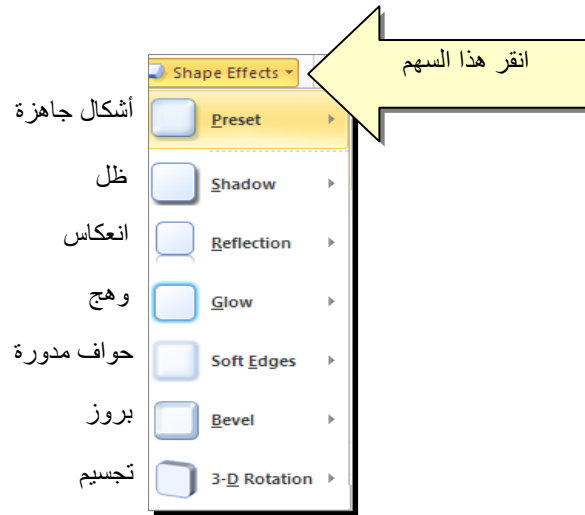 انقر هذا السهم
Shape Effects
أشكال جاهزة
Preset
ظل
Shadow
انعكاس
Reflection
وهج
Glow
حواف مدورة
Soft Edges
بروز
Bevel
تجسيم
3-D Rotation